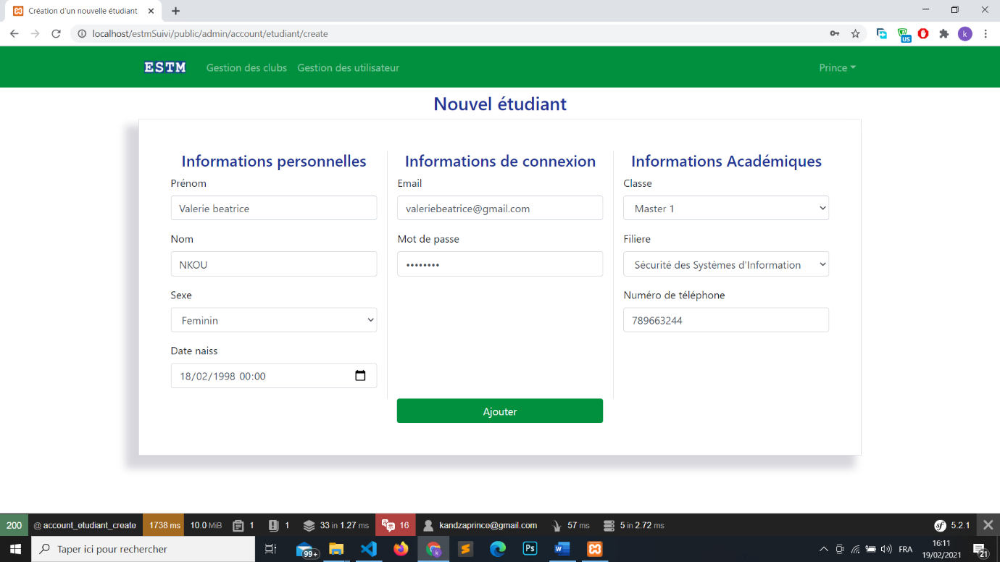 Création d'un nouvelle étudiant
localhost/estmSuivi/public/admin/account/etudiant/create
US
k
ESTM
Gestion des clubs
Gestion des utilisateur
Prince
Nouvel étudiant
Informations personnelles
Prénom
Valerie beatrice
Nom
NKOU
Sexe
Feminin
Date naiss
18/02/1998 00:00
Informations de connexion
Email
valeriebeatrice@gmail.com
Mot de passe
••••••••
Informations Académiques
Classe
Master 1
Filiere
Sécurité des Systèmes d'Information
Numéro de téléphone
789663244
Ajouter
200
@ account_etudiant_create
1738 ms
10.0 MiB
1
1
33 in 1.27 ms
16
kandzaprince@gmail.com
57 ms
5 in 2.72 ms
sf
5.2.1
Taper ici pour rechercher
99+
k
Ps
W
FRA
16:11
19/02/2021
21